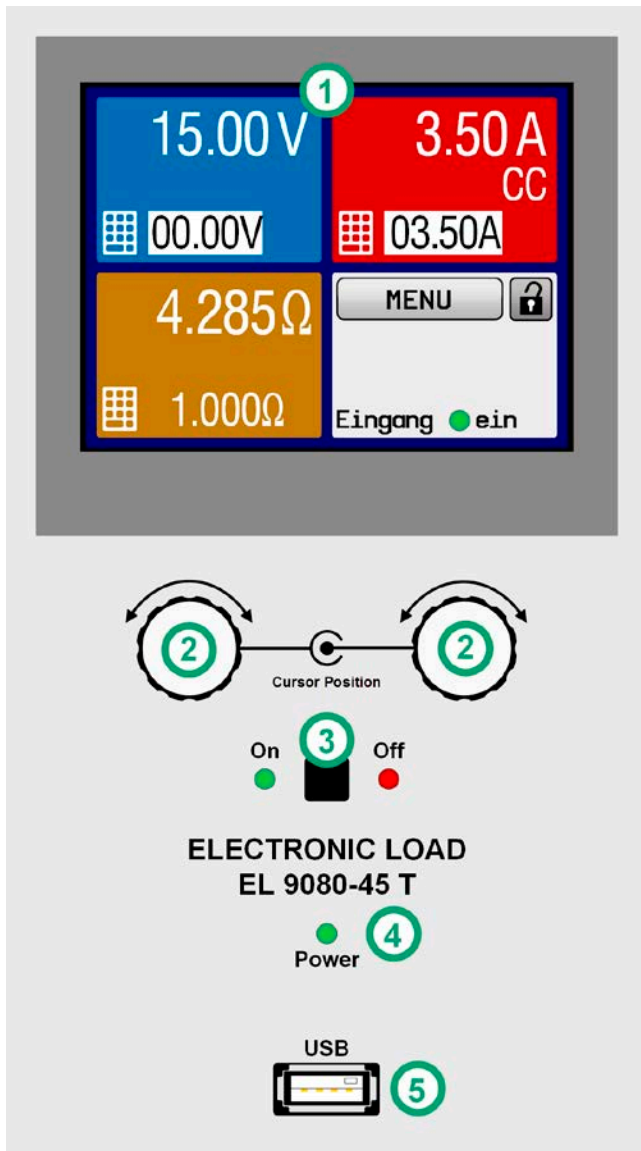 1
15.00 V
00.00V
3.50 A
CC
03.50A
4.285Ω
1.000Ω
MENU
Eingang ein
2
2
Cursor Position
3
On
Off
ELECTRONIC LOAD
EL 9080-45 T
4
Power
USB
5